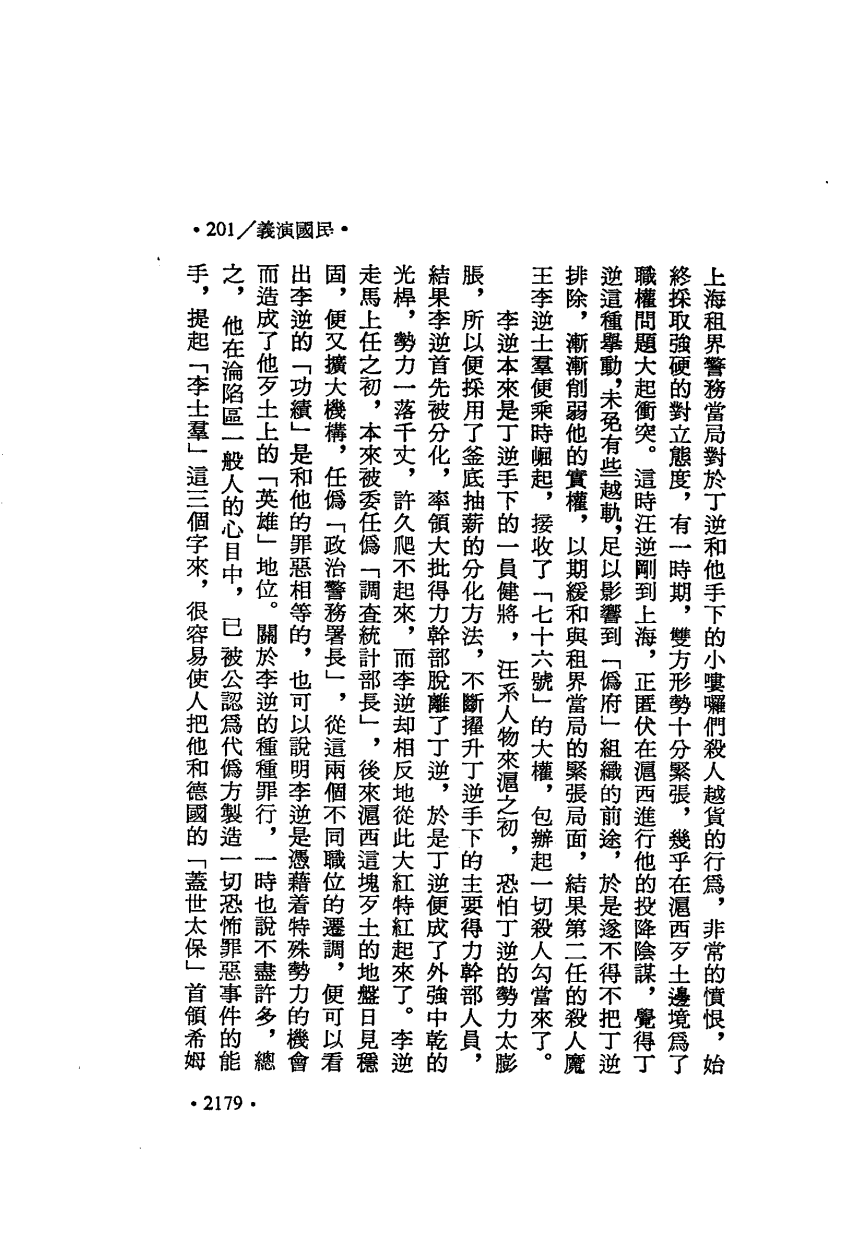 •201/義演國民•
上海租界警務當局對於丁逆和他手下的小嘍囉們殺人越貨的行爲，非常的憤恨，始
終採取強硬的對立態度，有一時期，雙方形勢十分緊張，幾乎在滬西歹土邊境爲了
職權問題大起衝突。這時汪逆剛到上海，正匿伏在滬西進行他的投降陰謀，覺得丁
逆這種舉動，未免有些越軌，足以影響到「僞府」組織的前途，於是遂不得不把丁逆
排除，漸漸削弱他的實權，以期緩和與租界當局的緊張局面，結果第二任的殺人魔
王李逆士羣便乘時崛起，接收了「七十六號」的大權，包辦起一切殺人勾當來了。
李逆本來是丁逆手下的一員健將，汪系人物來滬之初，恐怕丁逆的勢力太膨
脹，所以便採用了釜底抽薪的分化方法，不斷擢升丁逆手下的主要得力幹部人員，
結果李逆首先被分化，率領大批得力幹部脫離了丁逆，於是丁逆便成了外強中乾的
光桿，勢力一落千丈，許久爬不起來，而李逆却相反地從此大紅特紅起來了。李逆
走馬上任之初，本來被委任僞「調查統計部長」，後來滬西這塊歹土的地盤日見穩
固，便又擴大機構，任僞「政治警務署長」，從這兩個不同職位的遷調，便可以看
出李逆的「功績」是和他的罪惡相等的，也可以說明李逆是憑藉着特殊勢力的機會
而造成了他歹土上的「英雄」地位。關於李逆的種種罪行，一時也說不盡許多，總
之，他在淪陷區一般人的心目中，已被公認爲代僞方製造一切恐怖罪惡事件的能
手，提起「李士羣」這三個字來，很容易使人把他和德國的「蓋世太保」首領希姆
•2179•